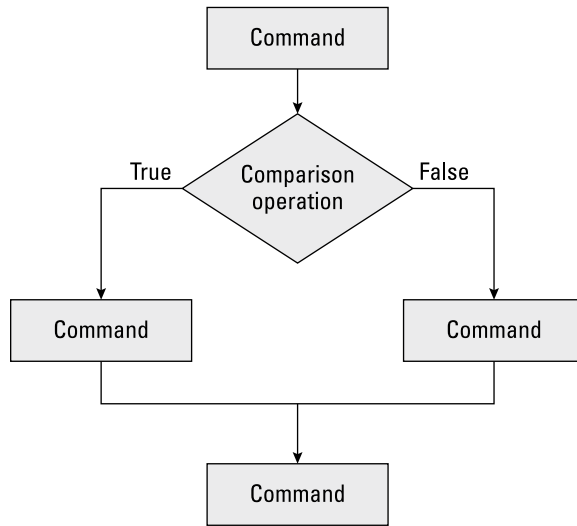 Command
True
Comparison
operation
False
Command
Command
Command